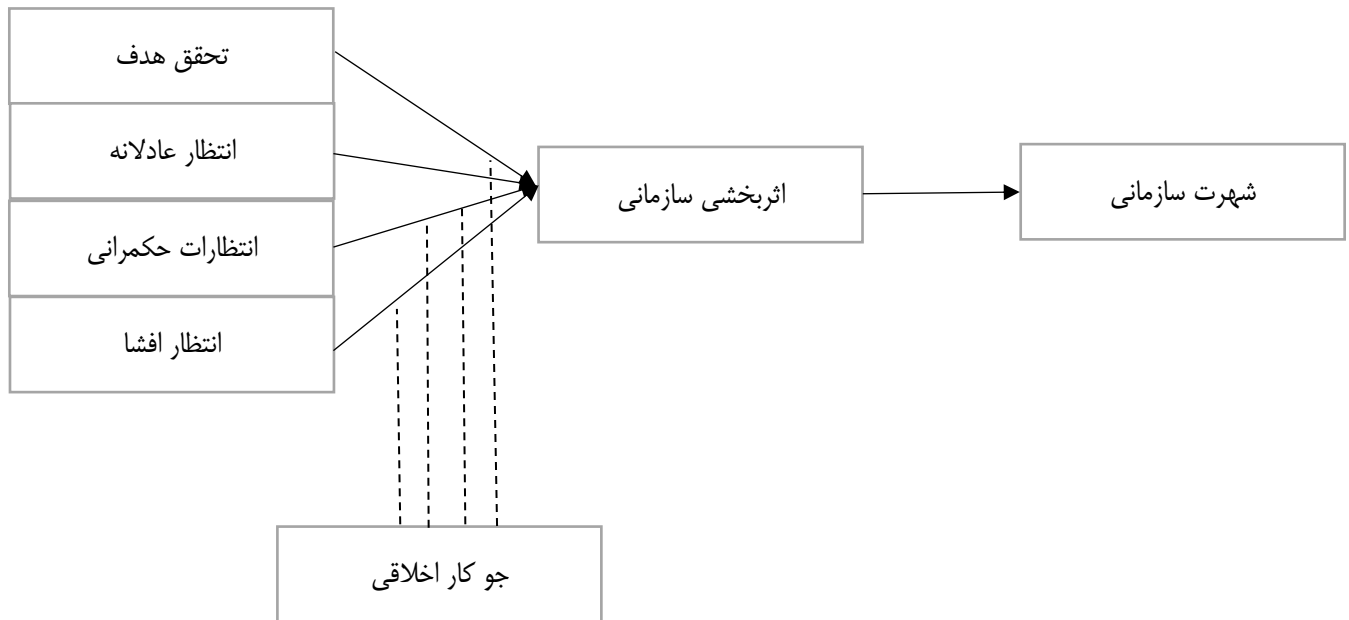 تحقق هدف
انتظار عادلانه
انتظارات حکمرانی
انتظار افشا
اثربخشی سازمانی
شهرت سازمانی
جو کار اخلاقی